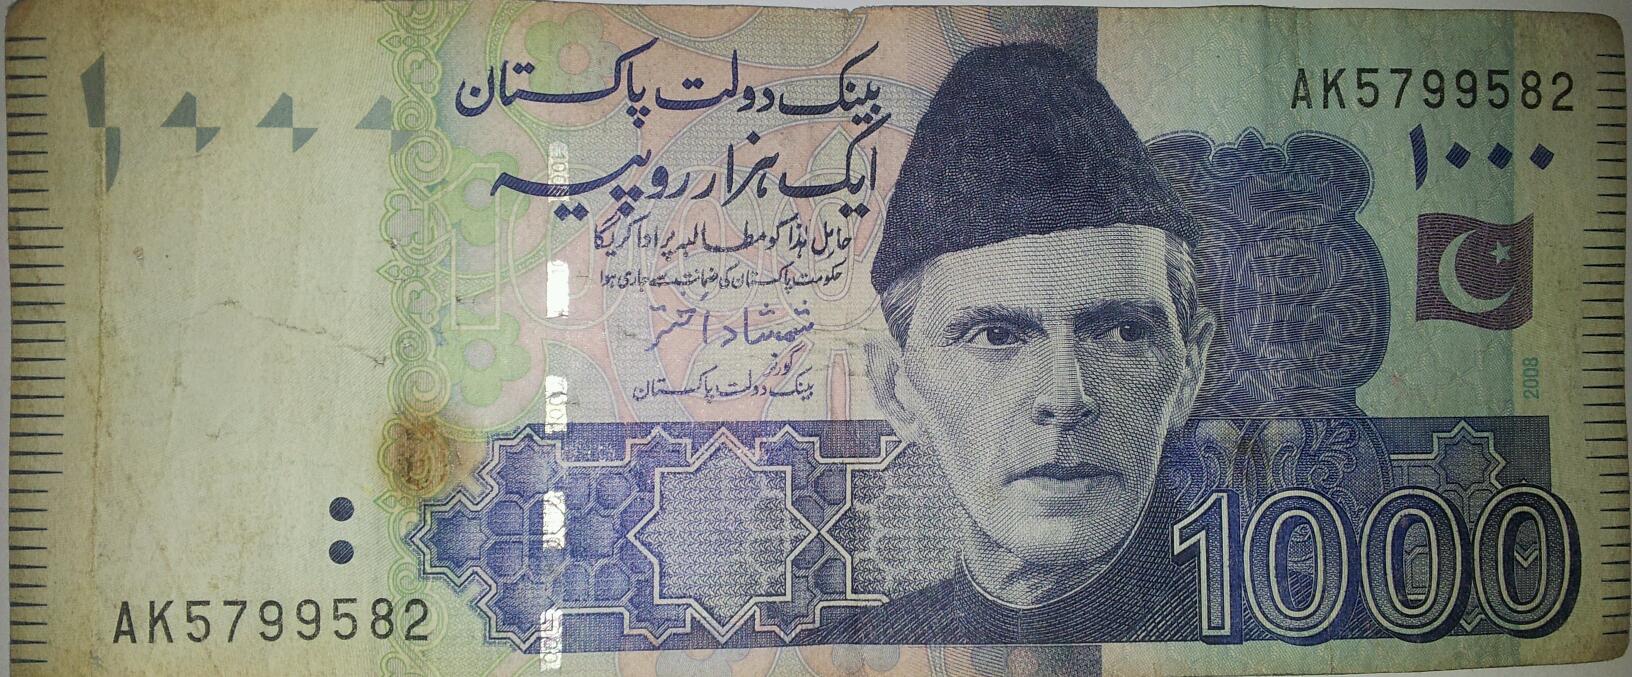 بینک دولت پاکستان
ایک ہزار روپیہ
حاملِ ہٰذا کو مطالبہ پر ادا کریگا
حکومت پاکستان کی ضمانت سے جاری ہوا
شمشاد اختر
گورنر
بینک دولت پاکستان
AK5799582
۱۰۰۰
2008
1000
۱۰۰۰
AK5799582